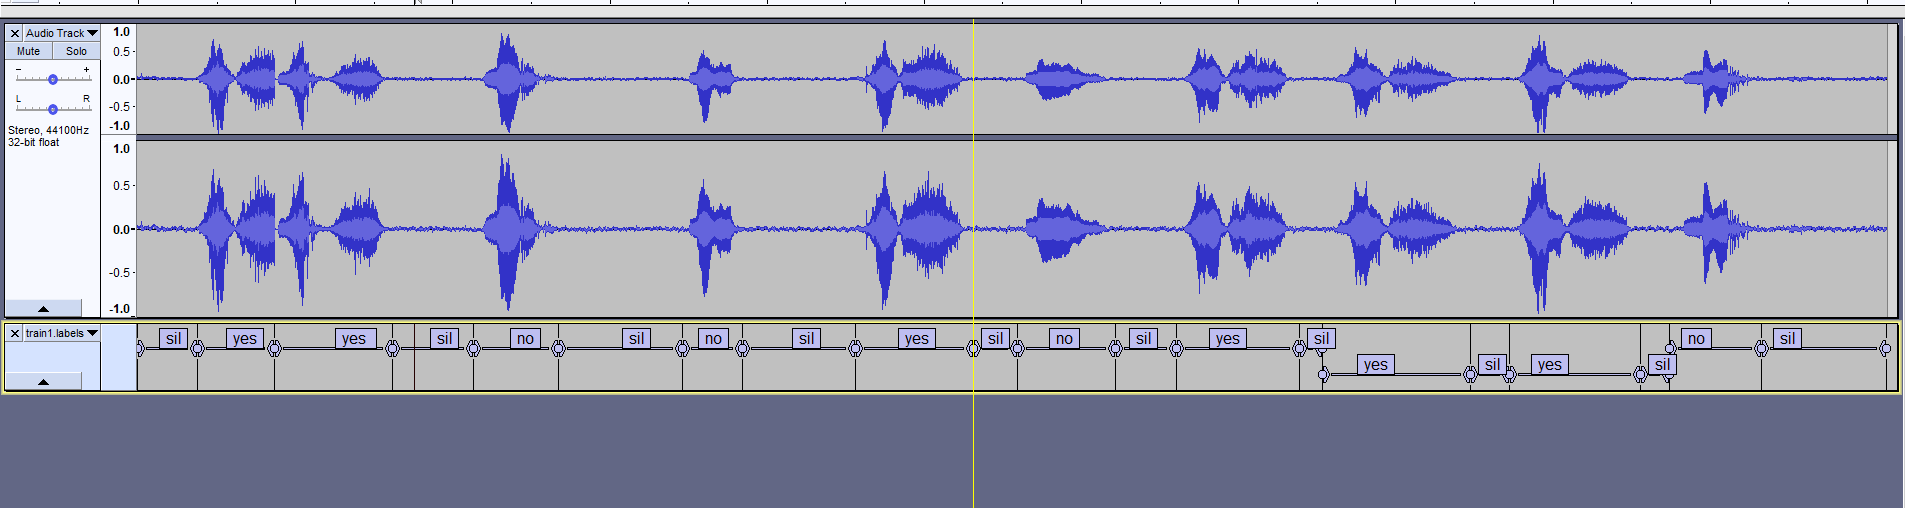 Audio Track
Mute Solo
- +
L R
Stereo, 44100Hz
32-bit float
1.0
0.5
0.0
-0.5
-1.0
1.0
0.5
0.0
-0.5
-1.0
train1.labels
sil yes yes sil no sil no sil yes sil no sil yes sil no sil
yes sil yes sil